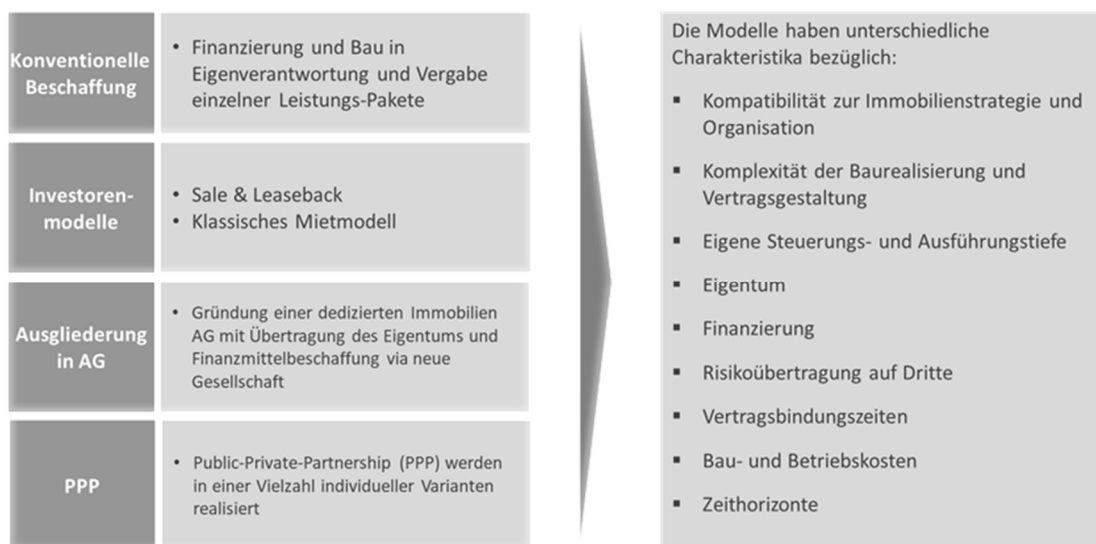 Konventionelle
Beschaffung
• Finanzierung und Bau in
Eigenverantwortung und Vergabe
einzelner Leistungs-Pakete
Investoren-
modelle
• Sale & Leaseback
• Klassisches Mietmodell
Ausgliederung
in AG
• Gründung einer dedizierten Immobilien
AG mit Übertragung des Eigentums und
Finanzmittelbeschaffung via neue
Gesellschaft
PPP
• Public-Private-Partnership (PPP) werden
in einer Vielzahl individueller Varianten
realisiert
Die Modelle haben unterschiedliche
Charakteristika bezüglich:
▪ Kompatibilität zur Immobilienstrategie und
Organisation
▪ Komplexität der Baurealisierung und
Vertragsgestaltung
▪ Eigene Steuerungs- und Ausführungstiefe
▪ Eigentum
▪ Finanzierung
▪ Risikoübertragung auf Dritte
▪ Vertragsbindungszeiten
▪ Bau- und Betriebskosten
▪ Zeithorizonte